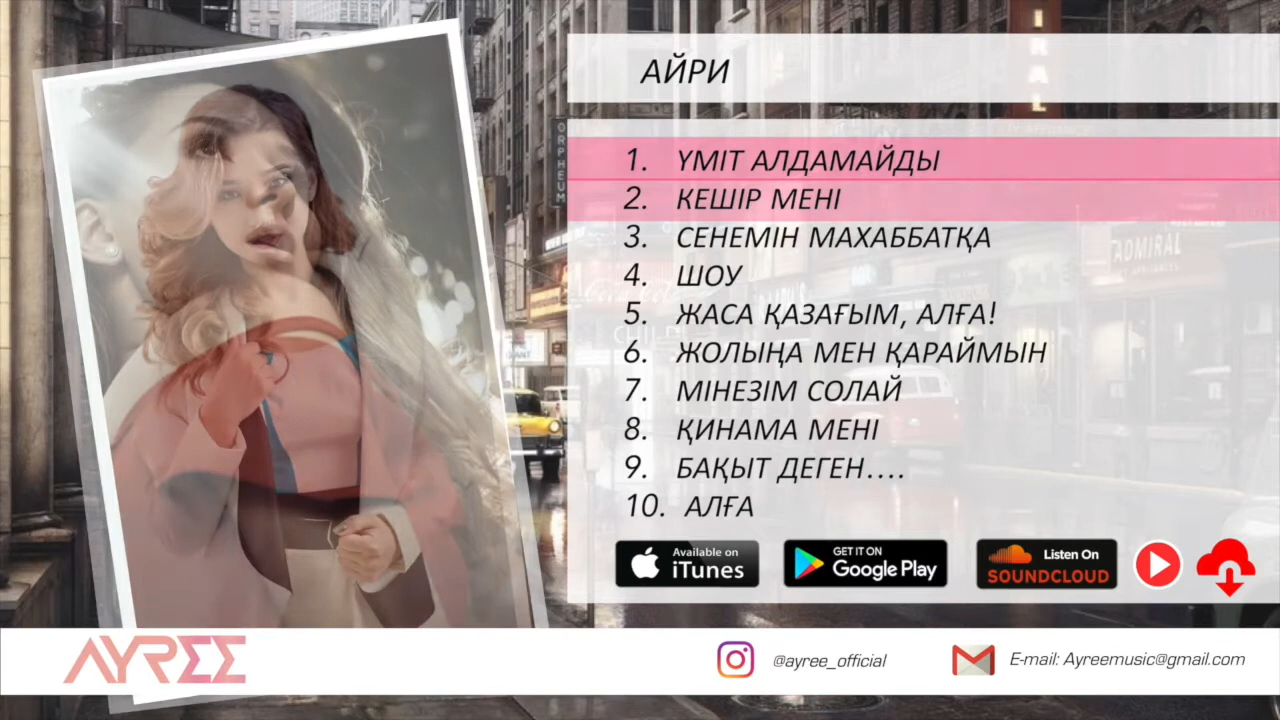 АЙРИ
1. ҮМІТ АЛДАМАЙДЫ
2. КЕШІР МЕНІ
3. СЕНЕМІН МАХАББАТҚА
4. ШОУ
5. ЖАСА ҚАЗАҒЫМ, АЛҒА!
6. ЖОЛЫҢА МЕН ҚАРАЙМЫН
7. МІНЕЗІМ СОЛАЙ
8. ҚИНАМА МЕНІ
9. БАҚЫТ ДЕГЕН....
10. АЛҒА
Available on
iTunes
GET IT ON
Google Play
Listen On
SOUNDCLOUD
AYREE
@ayree_official
E-mail: Ayreemusic@gmail.com
ORPHEUM
ADMIRAL